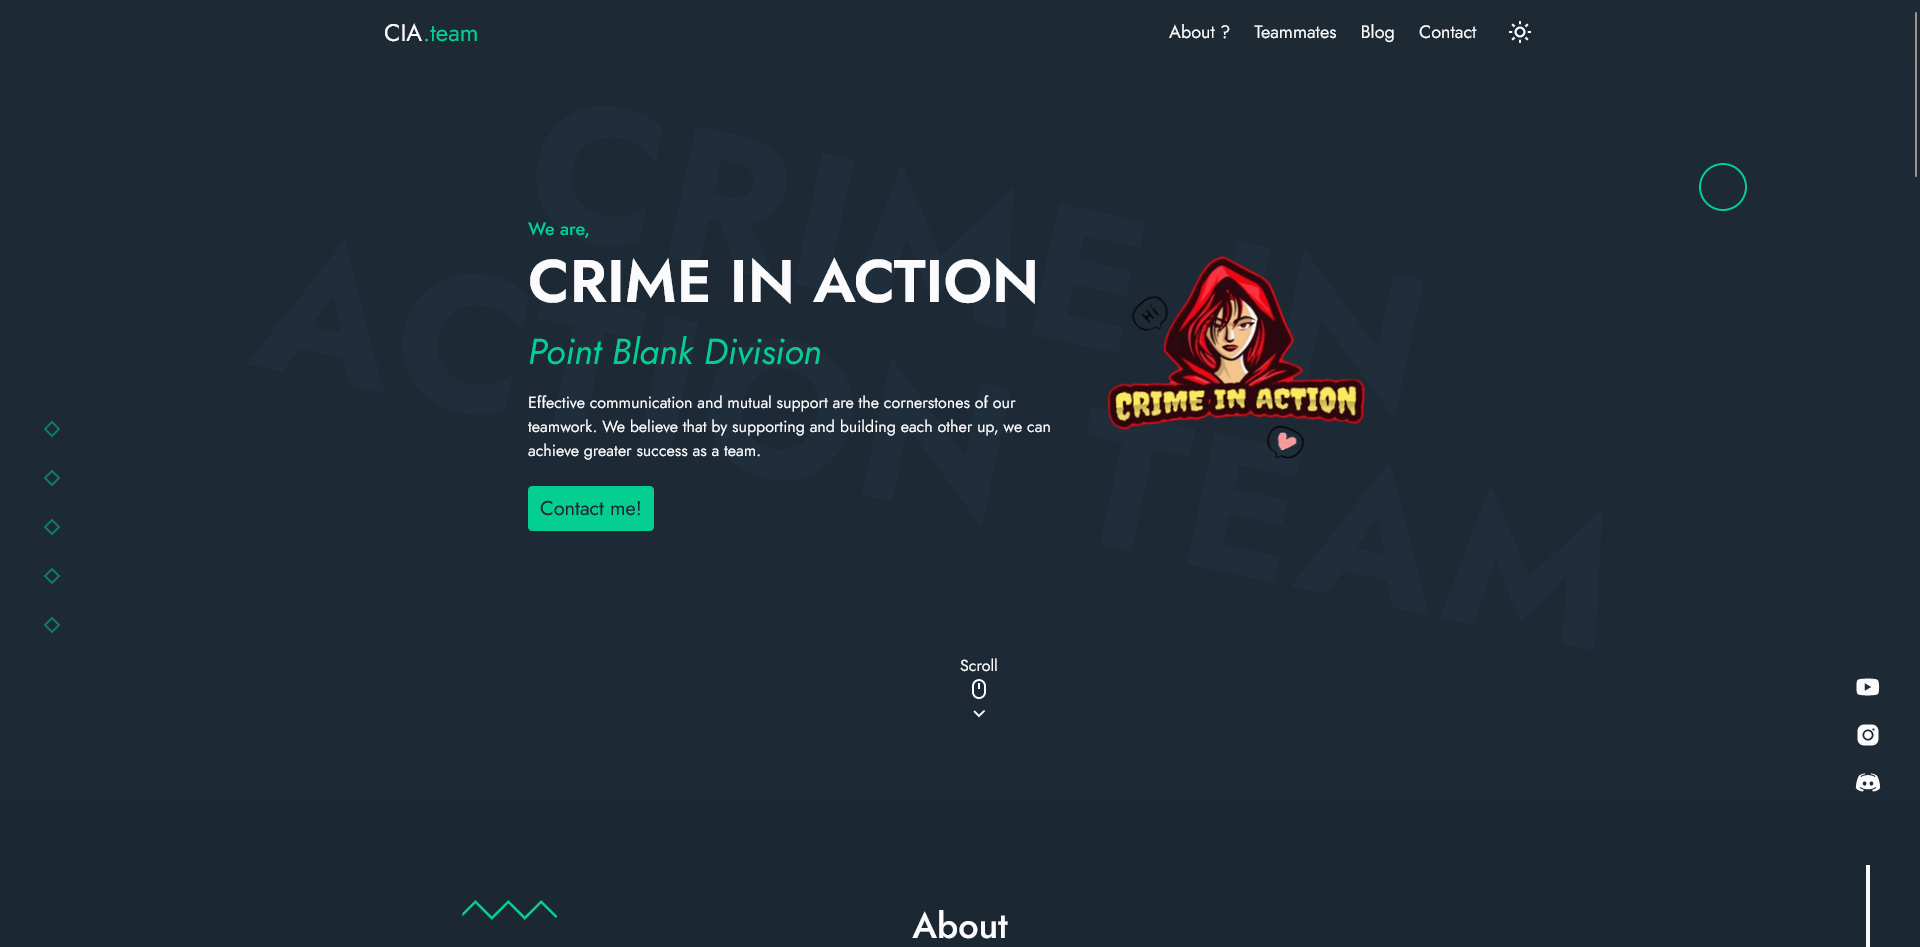 CIA.team
About ?
Teammates
Blog
Contact
CRIME IN
ACTION TEAM
We are,
CRIME IN ACTION
Point Blank Division
Effective communication and mutual support are the cornerstones of our
teamwork. We believe that by supporting and building each other up, we can
achieve greater success as a team.
Contact me!
Hi
CRIME IN ACTION
Scroll
About